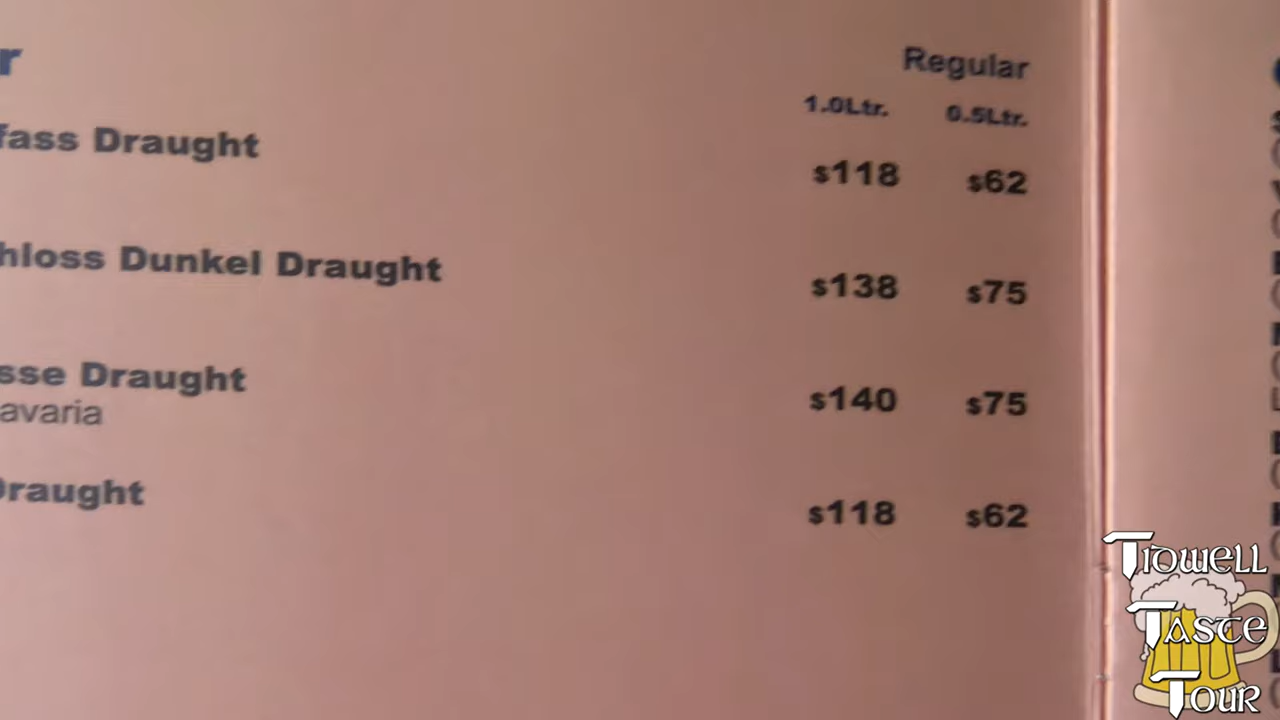 r
Regular
1.0Ltr. 0.5Ltr.
fass Draught $118 $62
hloss Dunkel Draught $138 $75
sse Draught $140 $75
avaria
Draught $118 $62
Tidwell
Taste
Tour